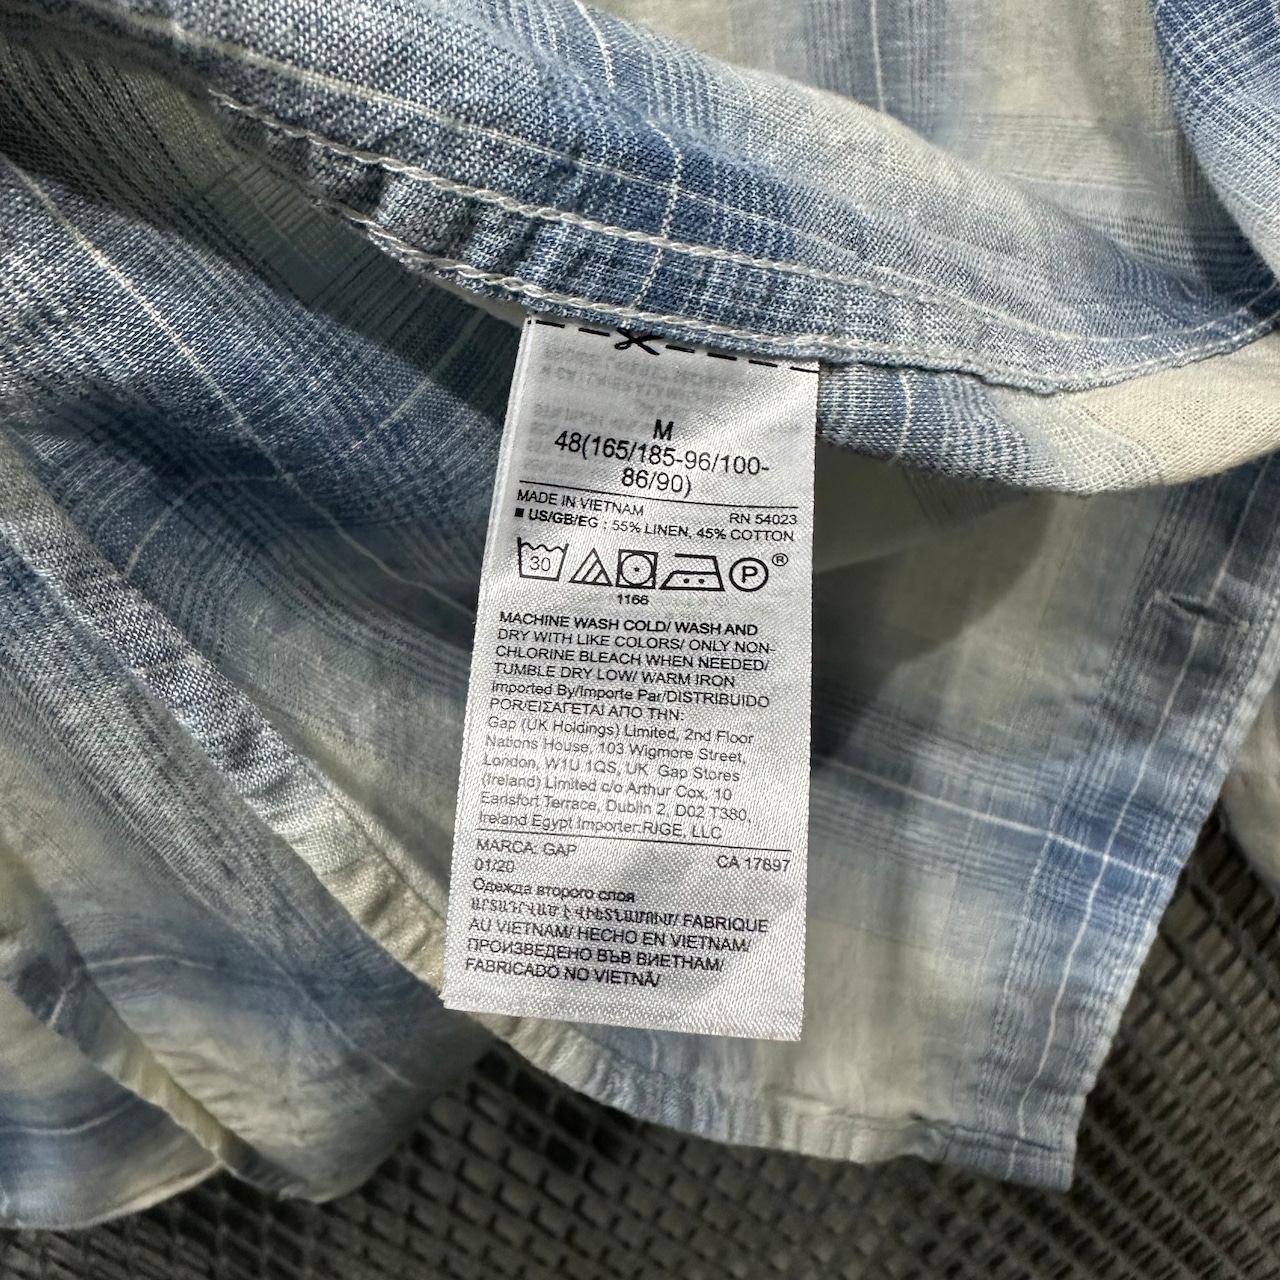 M
48(165/185-96/100-
86/90)
MADE IN VIETNAM RN 54023
■ US/GB/EG : 55% LINEN, 45% COTTON
30 P ®
1166
MACHINE WASH COLD/ WASH AND
DRY WITH LIKE COLORS/ ONLY NON-
CHLORINE BLEACH WHEN NEEDED/
TUMBLE DRY LOW/ WARM IRON
Imported By/Importe Par/DISTRIBUIDO
POR/ΕΙΣΑΓΕΤΑΙ ΑΠΟ ΤΗΝ:
Gap (UK Holdings) Limited, 2nd Floor
Nations House, 103 Wigmore Street,
London, W1U 1QS, UK Gap Stores
(Ireland) Limited c/o Arthur Cox, 10
Earlsfort Terrace, Dublin 2, D02 T380,
Ireland Egypt Importer:RIGE, LLC
MARCA: GAP CA 17897
01/20
Одежда второго слоя
ԱՐՏԱԴՐՎԱԾ Է ՎԻԵՏՆԱՄՈՒՄ/ FABRIQUE
AU VIETNAM/ HECHO EN VIETNAM/
ПРОИЗВЕДЕНО ВЪВ ВИЕТНАМ/
FABRICADO NO VIETNÃ/